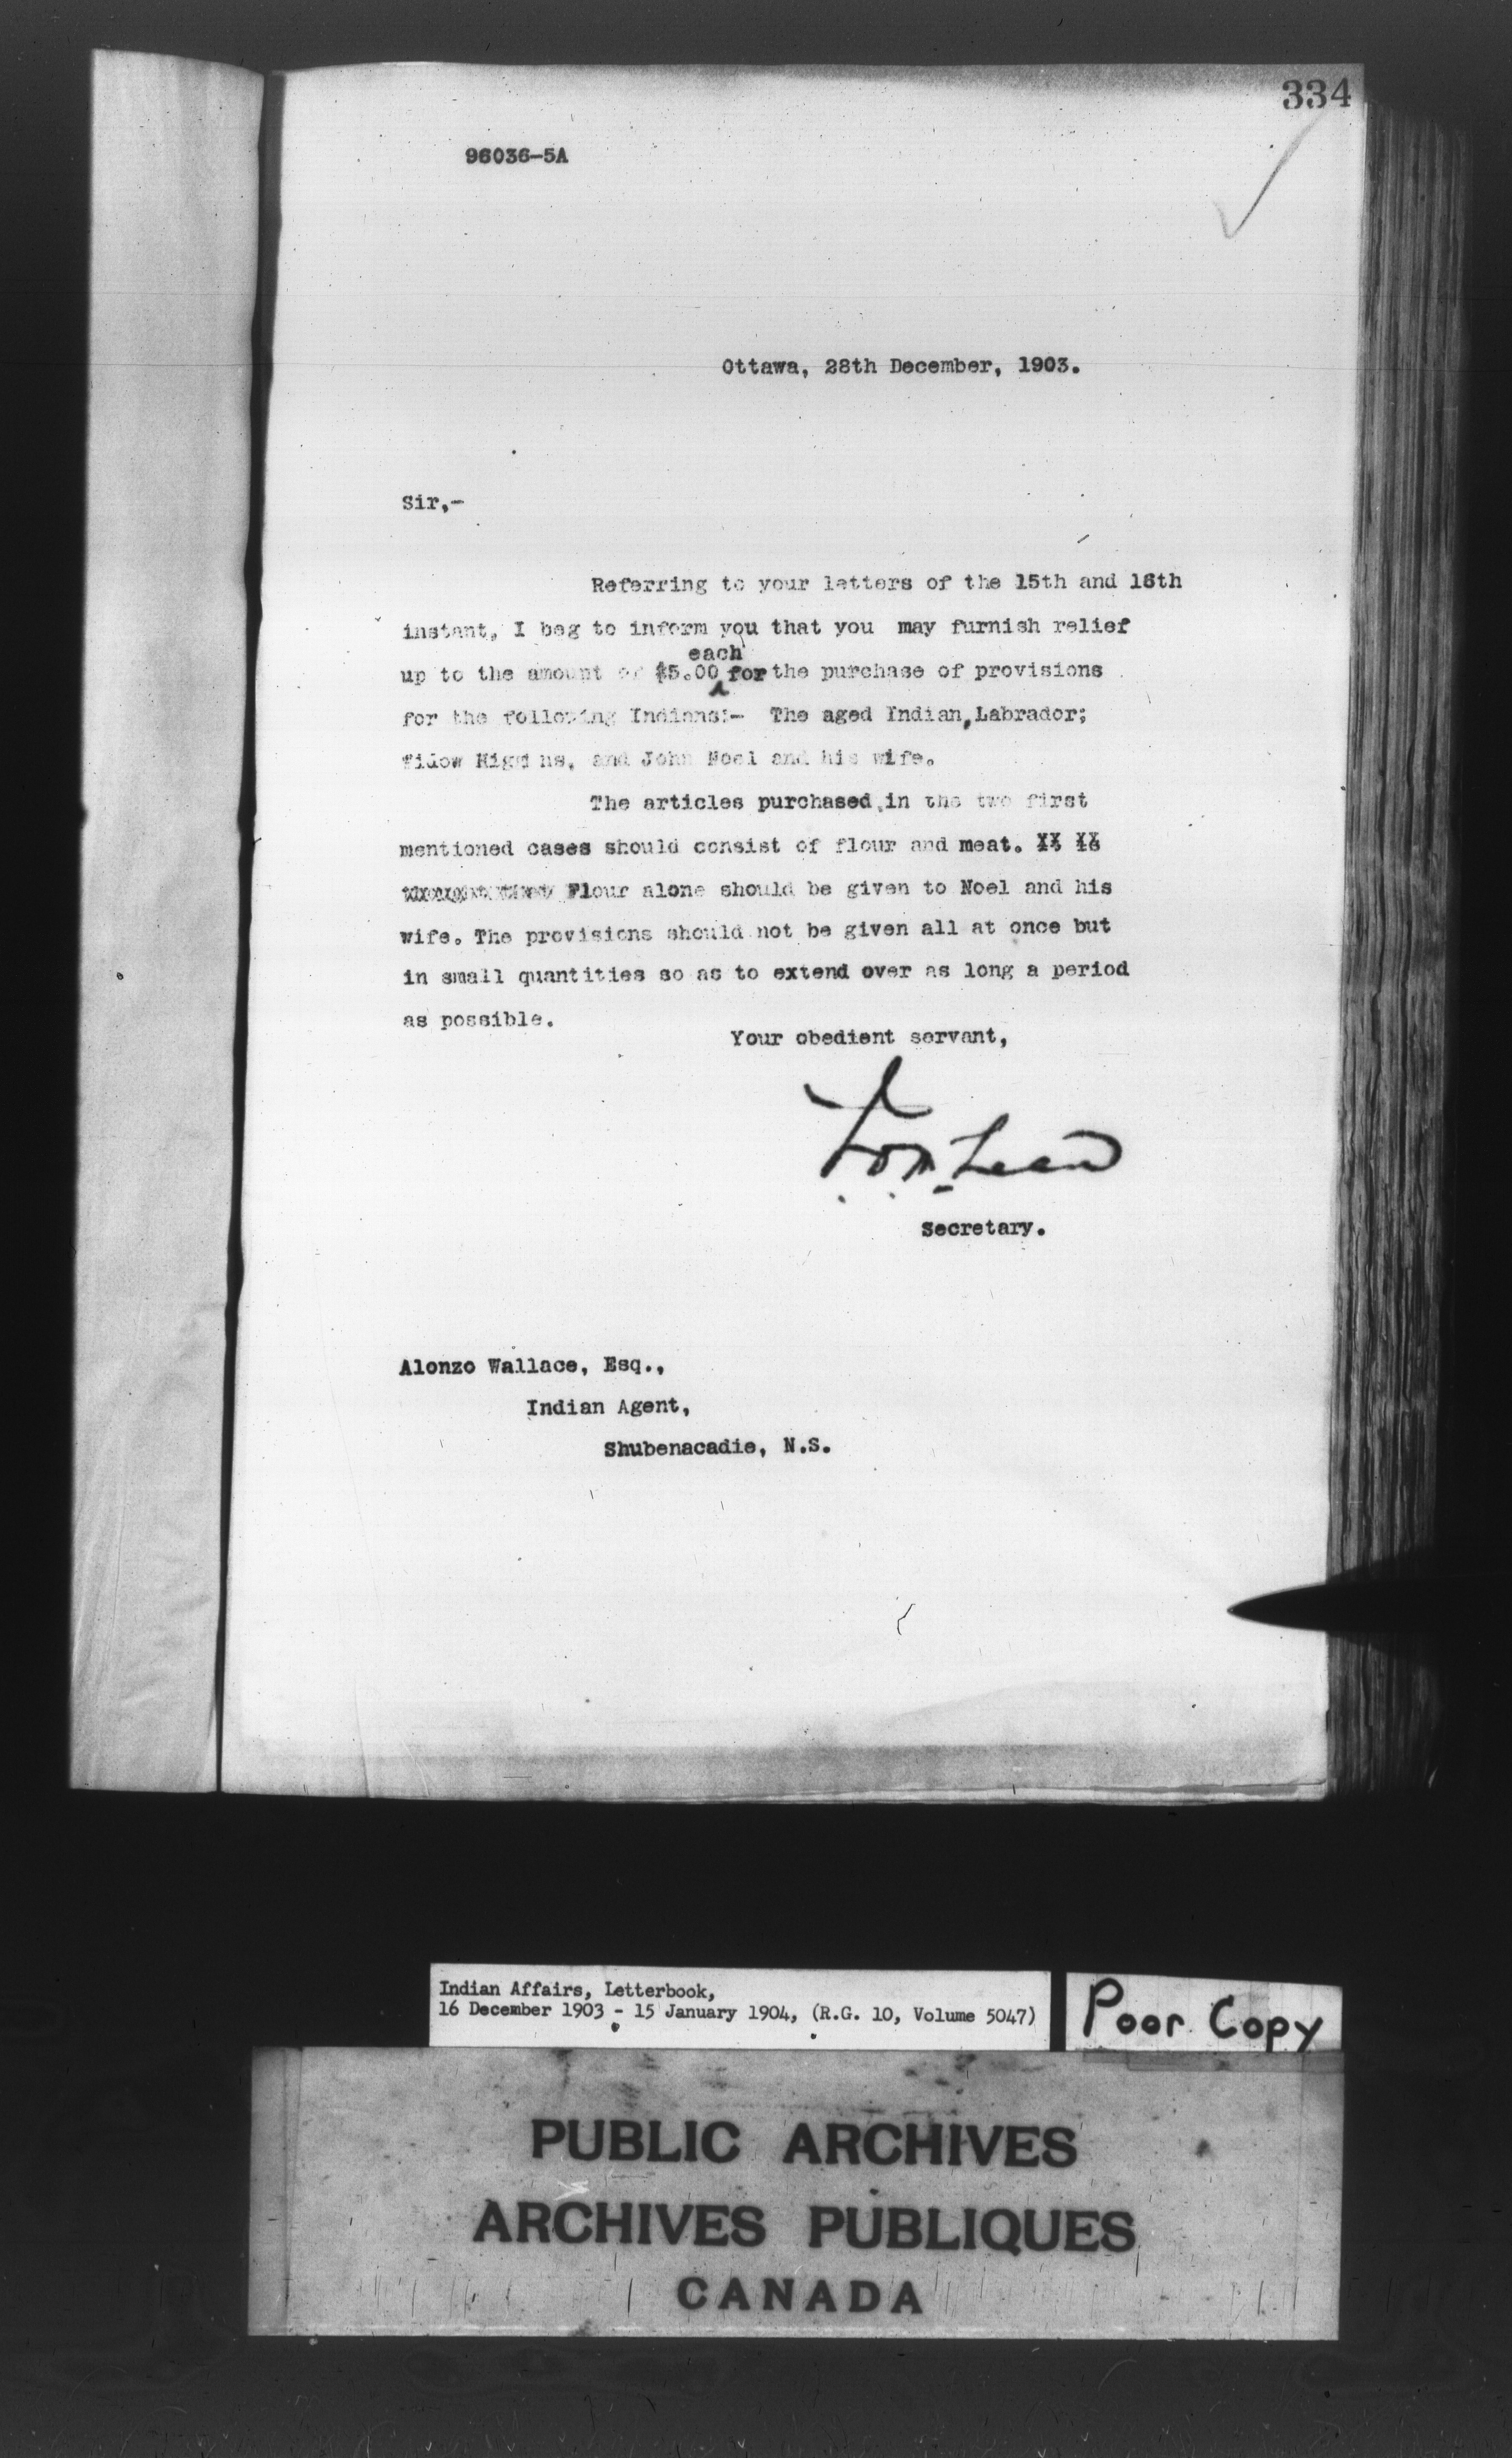 334
96036-5A
Ottawa, 28th December, 1903.
Sir,-
Referring to your letters of the 15th and 16th
instant, I beg to inform you that you may furnish relief
each
up to the amount of $5.00 for the purchase of provisions
for the following Indians:- The aged Indian, Labrador;
Widow Higgins, and John Noel and his wife.
The articles purchased, in the two first
mentioned cases should consist of flour and meat.
Flour alone should be given to Noel and his
wife. The provisions should not be given all at once but
in small quantities so as to extend over as long a period
as possible.
Your obedient servant,
Secretary.
Alonzo Wallace, Esq.,
Indian Agent,
Shubenacadie, N.S.
Indian Affairs, Letterbook,
16 December 1903 - 15 January 1904, (R.G. 10, Volume 5047)
Poor Copy
PUBLIC ARCHIVES
ARCHIVES PUBLIQUES
CANADA